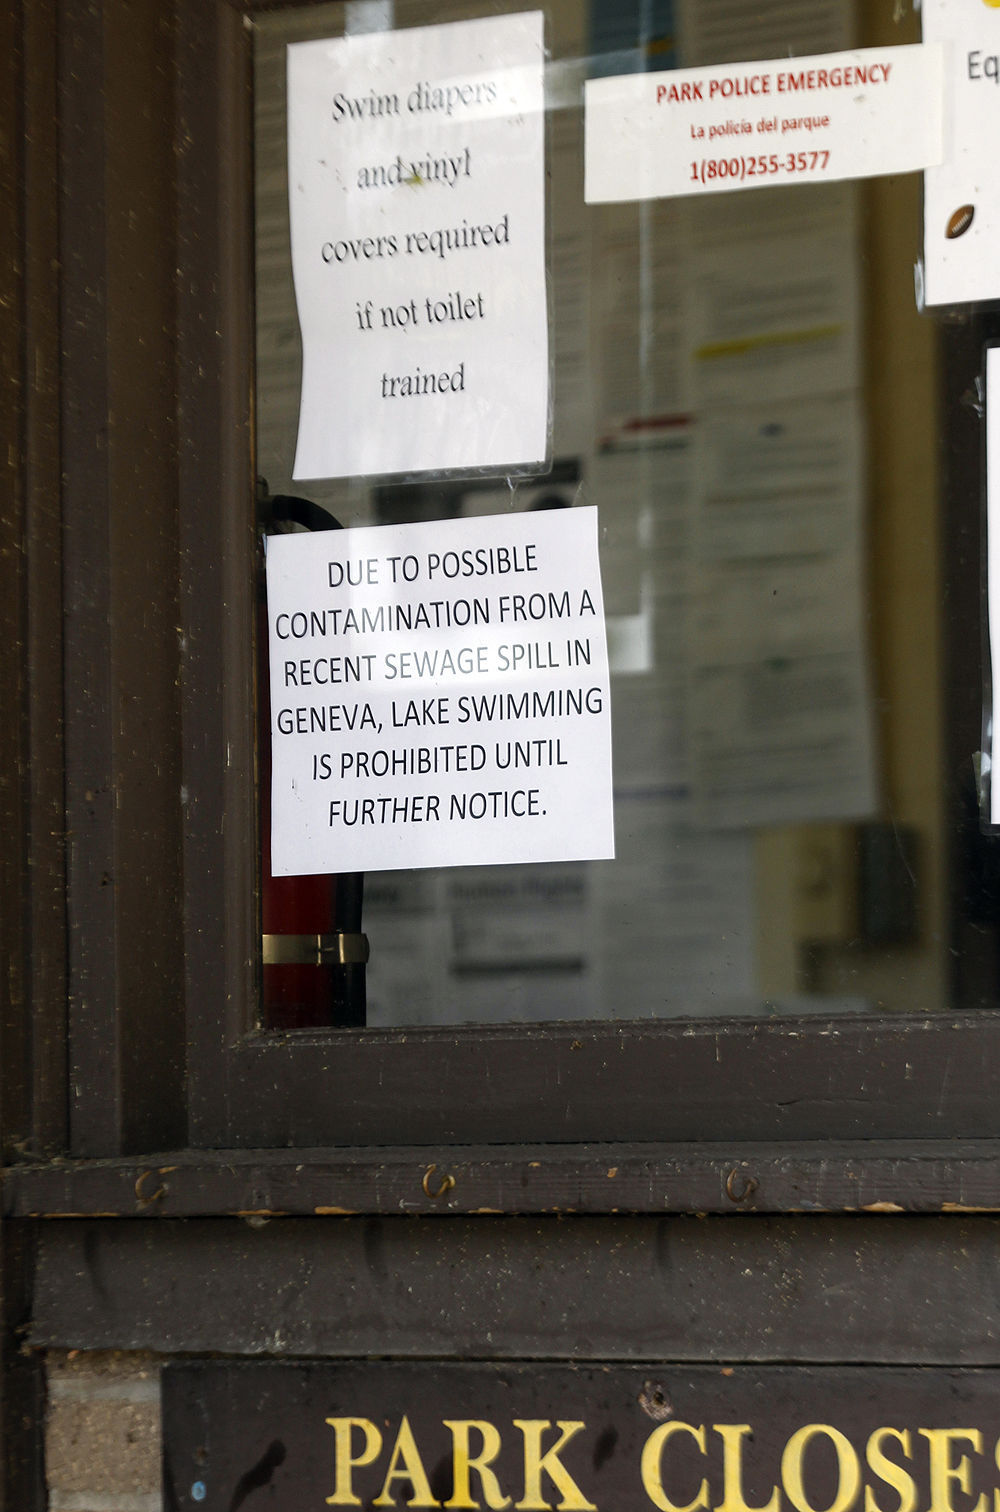 Swim diapers
and vinyl
covers required
if not toilet
trained
PARK POLICE EMERGENCY
La policía del parque
1(800)255-3577
Eq
DUE TO POSSIBLE
CONTAMINATION FROM A
RECENT SEWAGE SPILL IN
GENEVA, LAKE SWIMMING
IS PROHIBITED UNTIL
FURTHER NOTICE.
PARK CLOSES